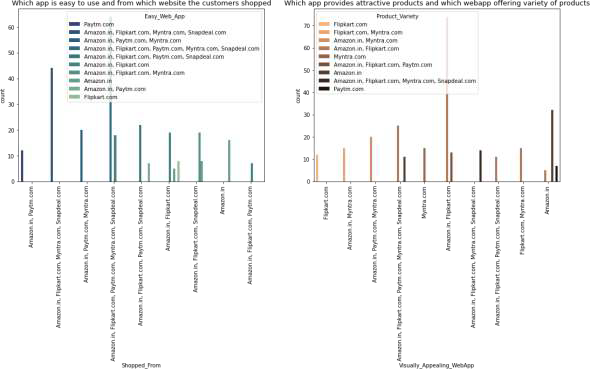 Which app is easy to use and from which website the customers shopped
Easy_Web_App
Paytm.com
Amazon.in, Flipkart.com, Myntra.com, Snapdeal.com
Amazon.in, Paytm.com, Myntra.com
Amazon.in, Flipkart.com, Paytm.com, Myntra.com, Snapdeal.com
Amazon.in, Flipkart.com, Paytm.com, Snapdeal.com
Amazon.in, Flipkart.com
Amazon.in, Flipkart.com, Myntra.com
Amazon.in
Amazon.in, Paytm.com
Flipkart.com
count
60
50
40
30
20
10
0
Amazon.in, Paytm.com
Amazon.in, Flipkart.com, Myntra.com, Snapdeal.com
Amazon.in, Paytm.com, Myntra.com
Amazon.in, Flipkart.com, Paytm.com, Myntra.com, Snapdeal.com
Amazon.in, Flipkart.com, Paytm.com, Snapdeal.com
Amazon.in, Flipkart.com
Amazon.in, Flipkart.com, Snapdeal.com
Amazon.in
Amazon.in, Flipkart.com, Paytm.com
Shopped_From
Which app provides attractive products and which webapp offering variety of products
Product_Variety
Flipkart.com
Amazon.in, Myntra.com
Amazon.in, Flipkart.com
Myntra.com
Amazon.in, Flipkart.com, Paytm.com
Amazon.in
Amazon.in, Flipkart.com, Myntra.com, Snapdeal.com
Paytm.com
count
70
60
50
40
30
20
10
0
Flipkart.com
Amazon.in, Myntra.com
Amazon.in, Flipkart.com, Myntra.com
Amazon.in, Flipkart.com, Paytm.com, Myntra.com, Snapdeal.com
Myntra.com
Amazon.in, Flipkart.com
Amazon.in, Flipkart.com, Myntra.com, Snapdeal.com
Amazon.in, Flipkart.com, Paytm.com, Snapdeal.com
Flipkart.com, Myntra.com
Amazon.in
Visually_Appealing_WebApp